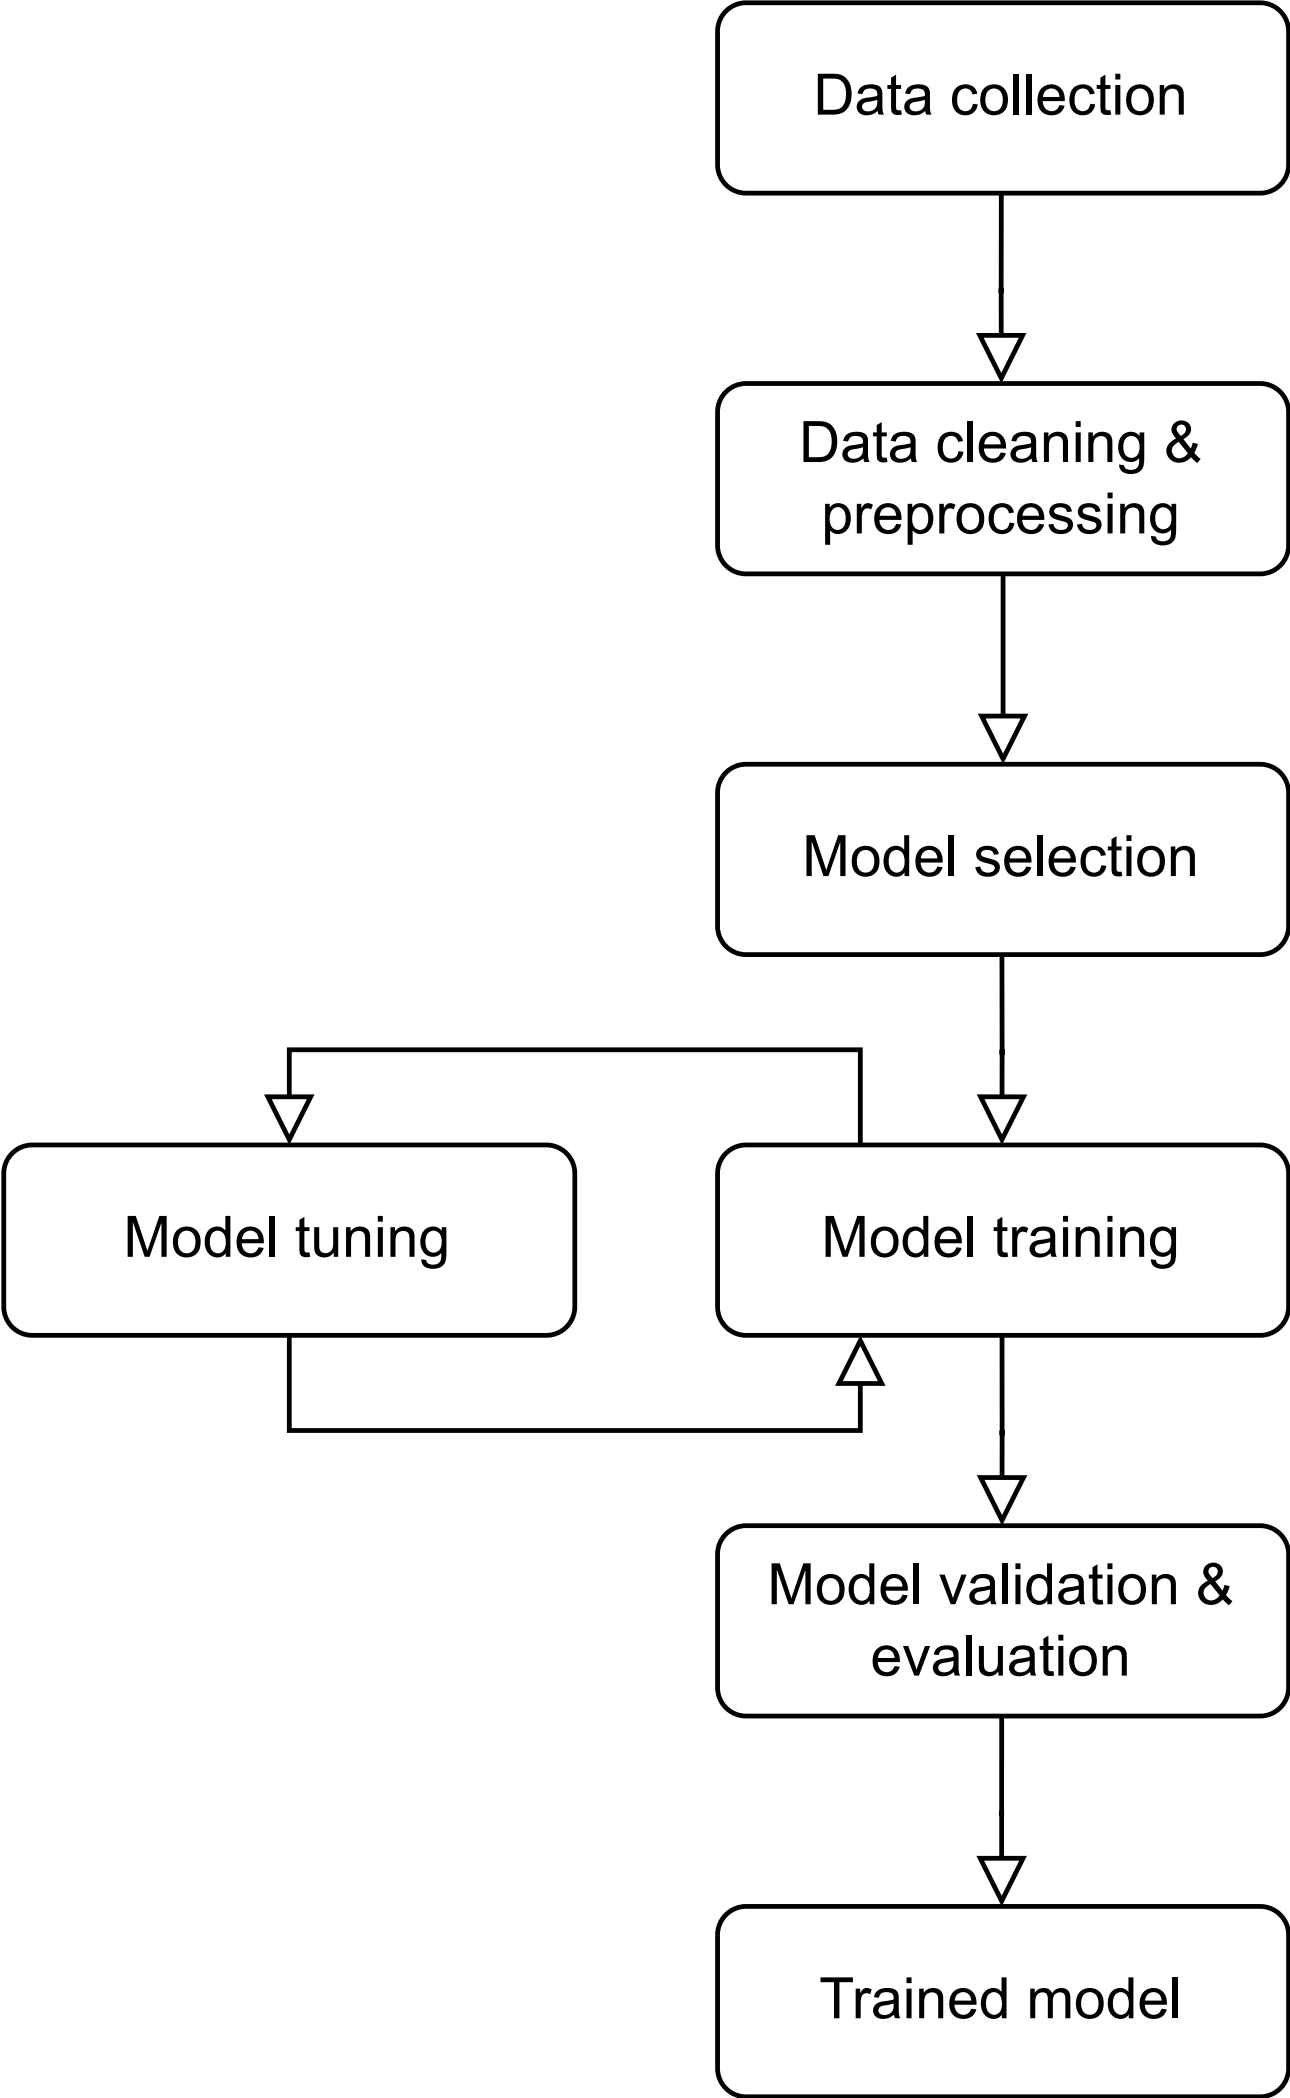 Data collection
Data cleaning &
preprocessing
Model selection
Model tuning
Model training
Model validation &
evaluation
Trained model